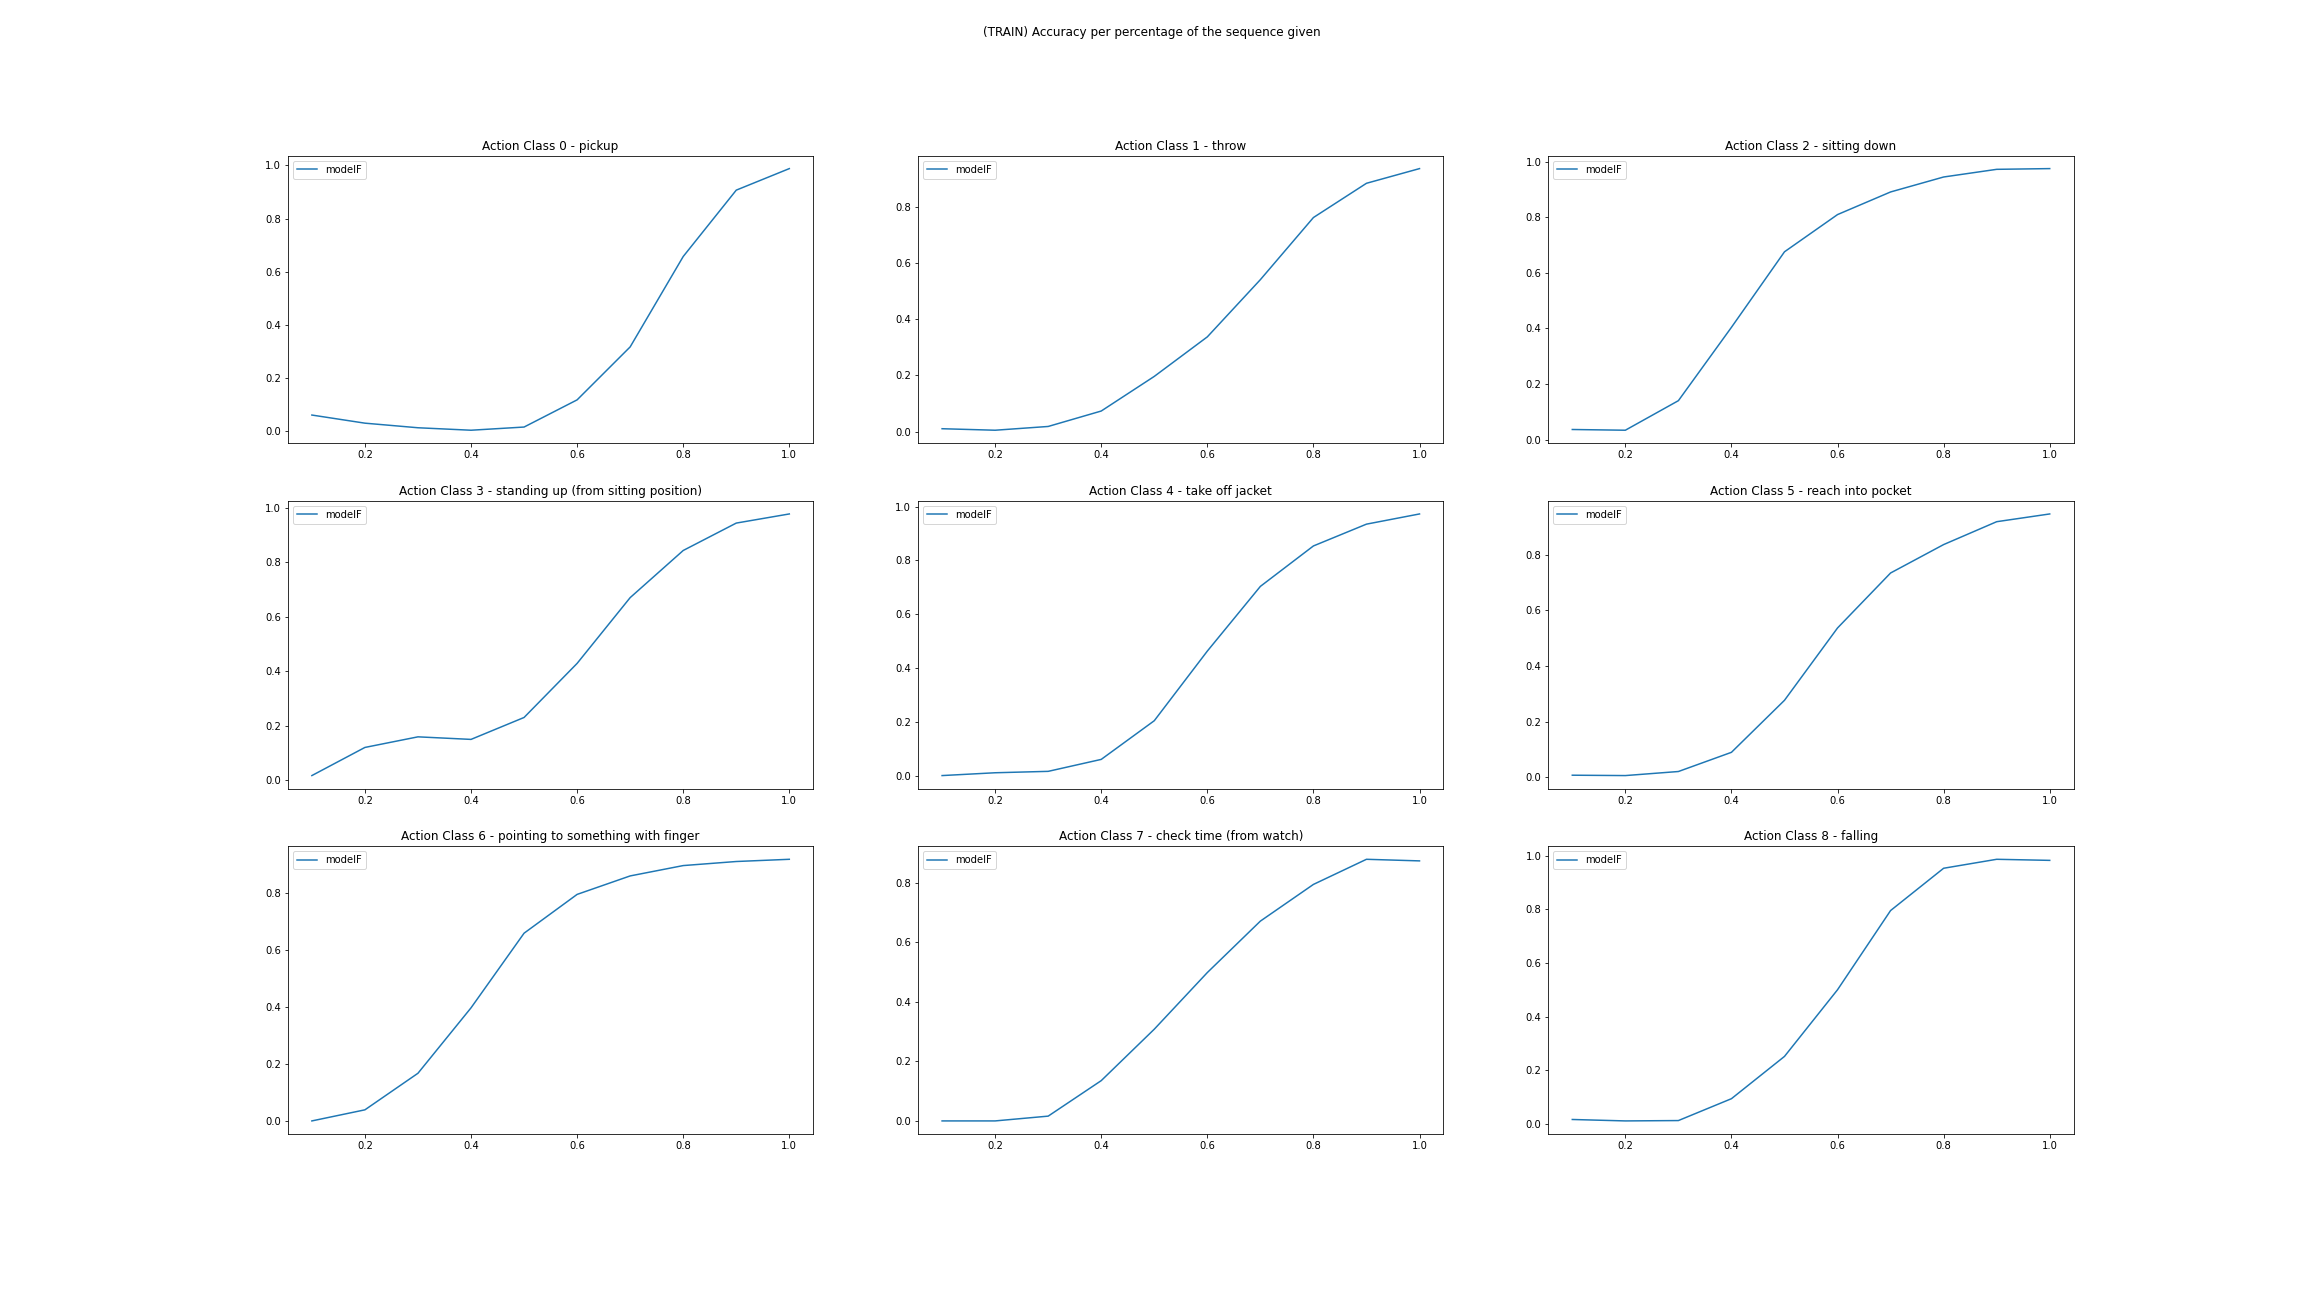 (TRAIN) Accuracy per percentage of the sequence given
Action Class 0 - pickup
modelF
1.0
0.8
0.6
0.4
0.2
0.0
0.2 0.4 0.6 0.8 1.0
Action Class 1 - throw
modelF
0.8
0.6
0.4
0.2
0.0
0.2 0.4 0.6 0.8 1.0
Action Class 2 - sitting down
modelF
1.0
0.8
0.6
0.4
0.2
0.0
0.2 0.4 0.6 0.8 1.0
Action Class 3 - standing up (from sitting position)
modelF
1.0
0.8
0.6
0.4
0.2
0.0
0.2 0.4 0.6 0.8 1.0
Action Class 4 - take off jacket
modelF
1.0
0.8
0.6
0.4
0.2
0.0
0.2 0.4 0.6 0.8 1.0
Action Class 5 - reach into pocket
modelF
0.8
0.6
0.4
0.2
0.0
0.2 0.4 0.6 0.8 1.0
Action Class 6 - pointing to something with finger
modelF
0.8
0.6
0.4
0.2
0.0
0.2 0.4 0.6 0.8 1.0
Action Class 7 - check time (from watch)
modelF
0.8
0.6
0.4
0.2
0.0
0.2 0.4 0.6 0.8 1.0
Action Class 8 - falling
modelF
1.0
0.8
0.6
0.4
0.2
0.0
0.2 0.4 0.6 0.8 1.0